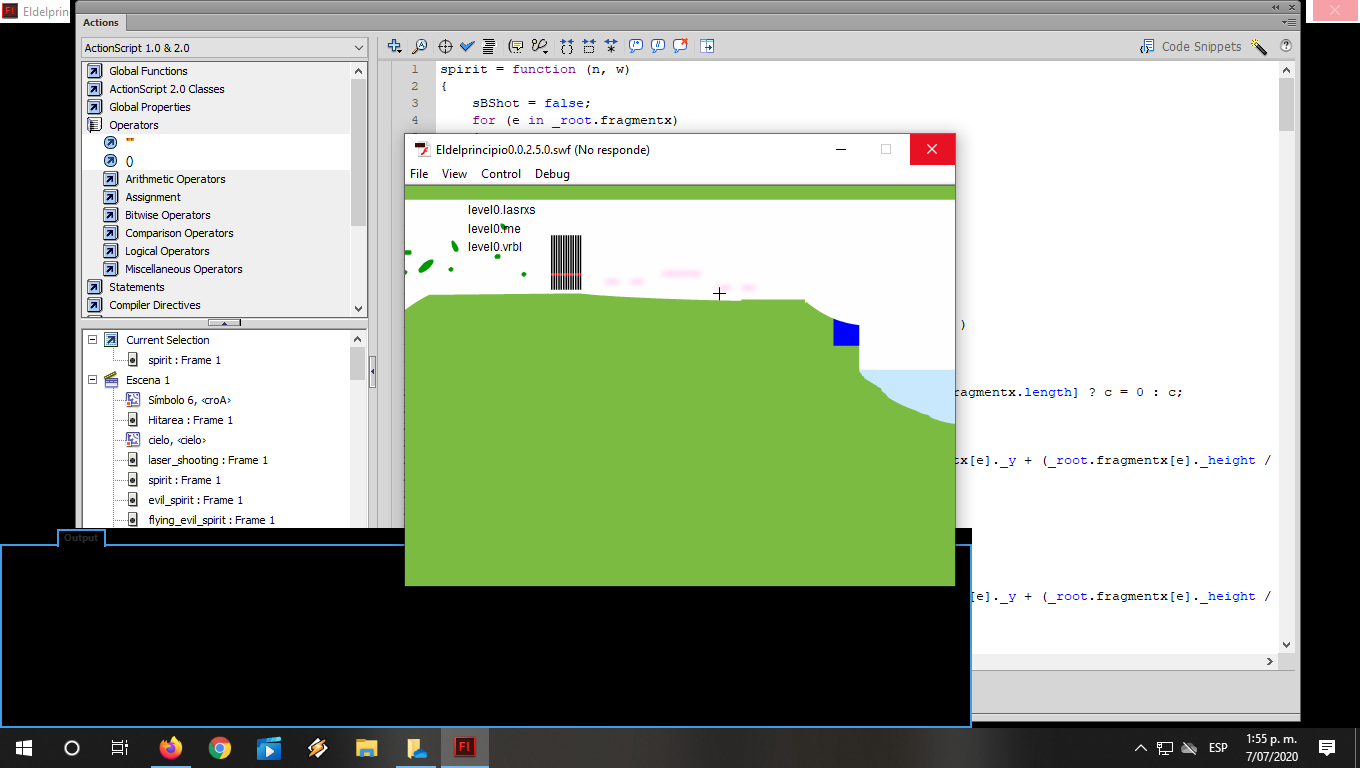 Eldelprin
Actions
ActionScript 1.0 & 2.0
Code Snippets
Global Functions
ActionScript 2.0 Classes
Global Properties
Operators
""
()
Arithmetic Operators
Assignment
Bitwise Operators
Comparison Operators
Logical Operators
Miscellaneous Operators
Statements
Compiler Directives
Current Selection
spirit : Frame 1
Escena 1
Símbolo 6, <croA>
Hitarea : Frame 1
cielo, <cielo>
laser_shooting : Frame 1
spirit : Frame 1
evil_spirit : Frame 1
flying_evil_spirit : Frame 1
1 spirit = function (n, w)
2 {
3 sBShot = false;
4 for (e in _root.fragmentx)
)
agmentx.length] ? c = 0 : c;
tx[e]._y + (_root.fragmentx[e]._height /
[e]._y + (_root.fragmentx[e]._height /
Eldelprincipio0.0.2.5.0.swf (No responde)
File View Control Debug
level0.lasrxs
level0.me
level0.vrbl
Output
Fl
ESP
1:55 p. m.
7/07/2020